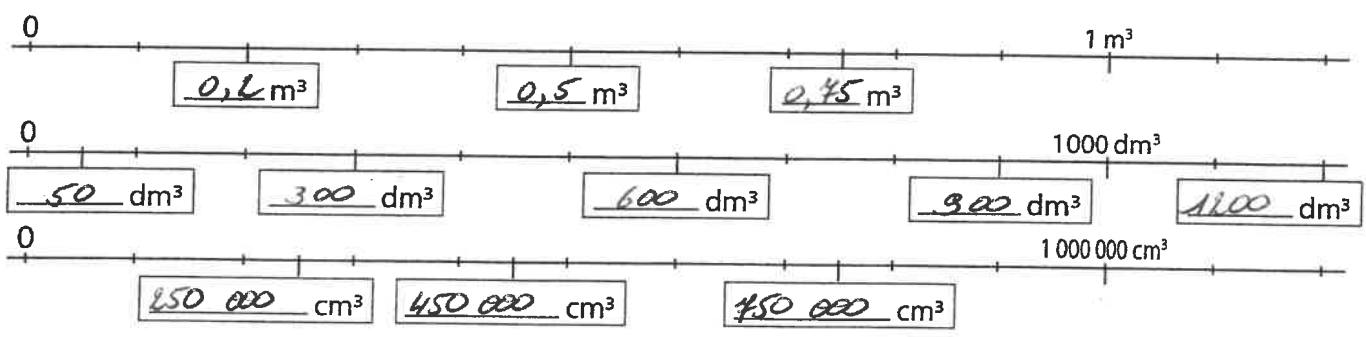 0 1 m³
0,2 m³ 0,5 m³ 0,75 m³
0 1000 dm³
50 dm³ 300 dm³ 600 dm³ 900 dm³ 1200 dm³
0 1 000 000 cm³
250 000 cm³ 450 000 cm³ 750 000 cm³